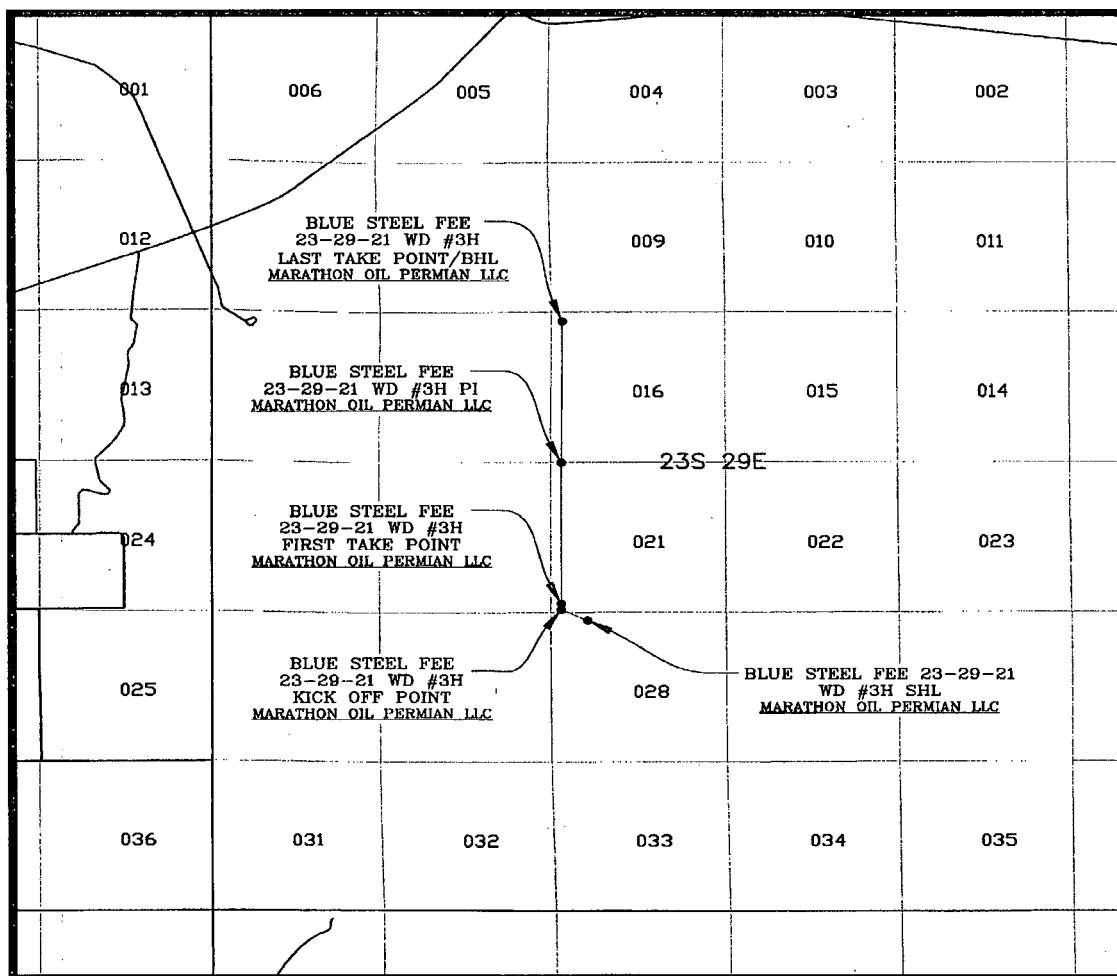 001 006 005 004 003 002
012 009 010 011
BLUE STEEL FEE
23-29-21 WD #3H
LAST TAKE POINT/BHL
MARATHON OIL PERMIAN LLC
013 016 015 014
BLUE STEEL FEE
23-29-21 WD #3H PI
MARATHON OIL PERMIAN LLC
23S 29E
024 021 022 023
BLUE STEEL FEE
23-29-21 WD #3H
FIRST TAKE POINT
MARATHON OIL PERMIAN LLC
025 028
BLUE STEEL FEE
23-29-21 WD #3H
KICK OFF POINT
MARATHON OIL PERMIAN LLC
BLUE STEEL FEE 23-29-21
WD #3H SHL
MARATHON OIL PERMIAN LLC
036 031 032 033 034 035